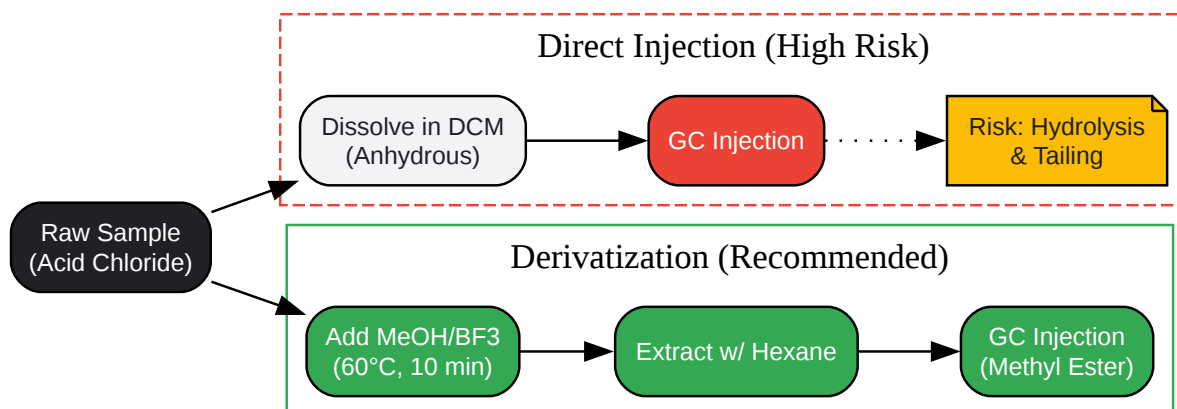 Direct Injection (High Risk)
Dissolve in DCM
(Anhydrous)
GC Injection
Risk: Hydrolysis
& Tailing
Raw Sample
(Acid Chloride)
Derivatization (Recommended)
Add MeOH/BF3
(60°C, 10 min)
Extract w/ Hexane
GC Injection
(Methyl Ester)